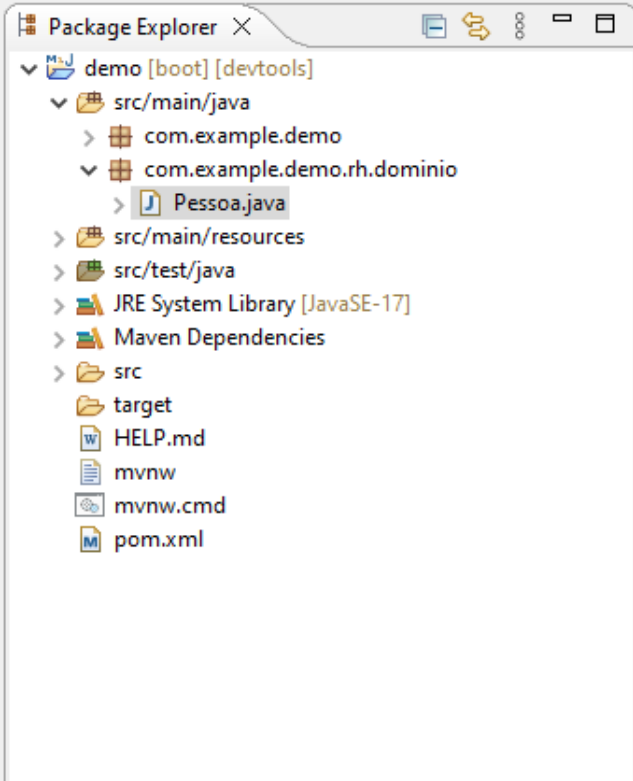 Package Explorer
demo [boot] [devtools]
src/main/java
com.example.demo
com.example.demo.rh.dominio
Pessoa.java
src/main/resources
src/test/java
JRE System Library [JavaSE-17]
Maven Dependencies
src
target
HELP.md
mvnw
mvnw.cmd
pom.xml